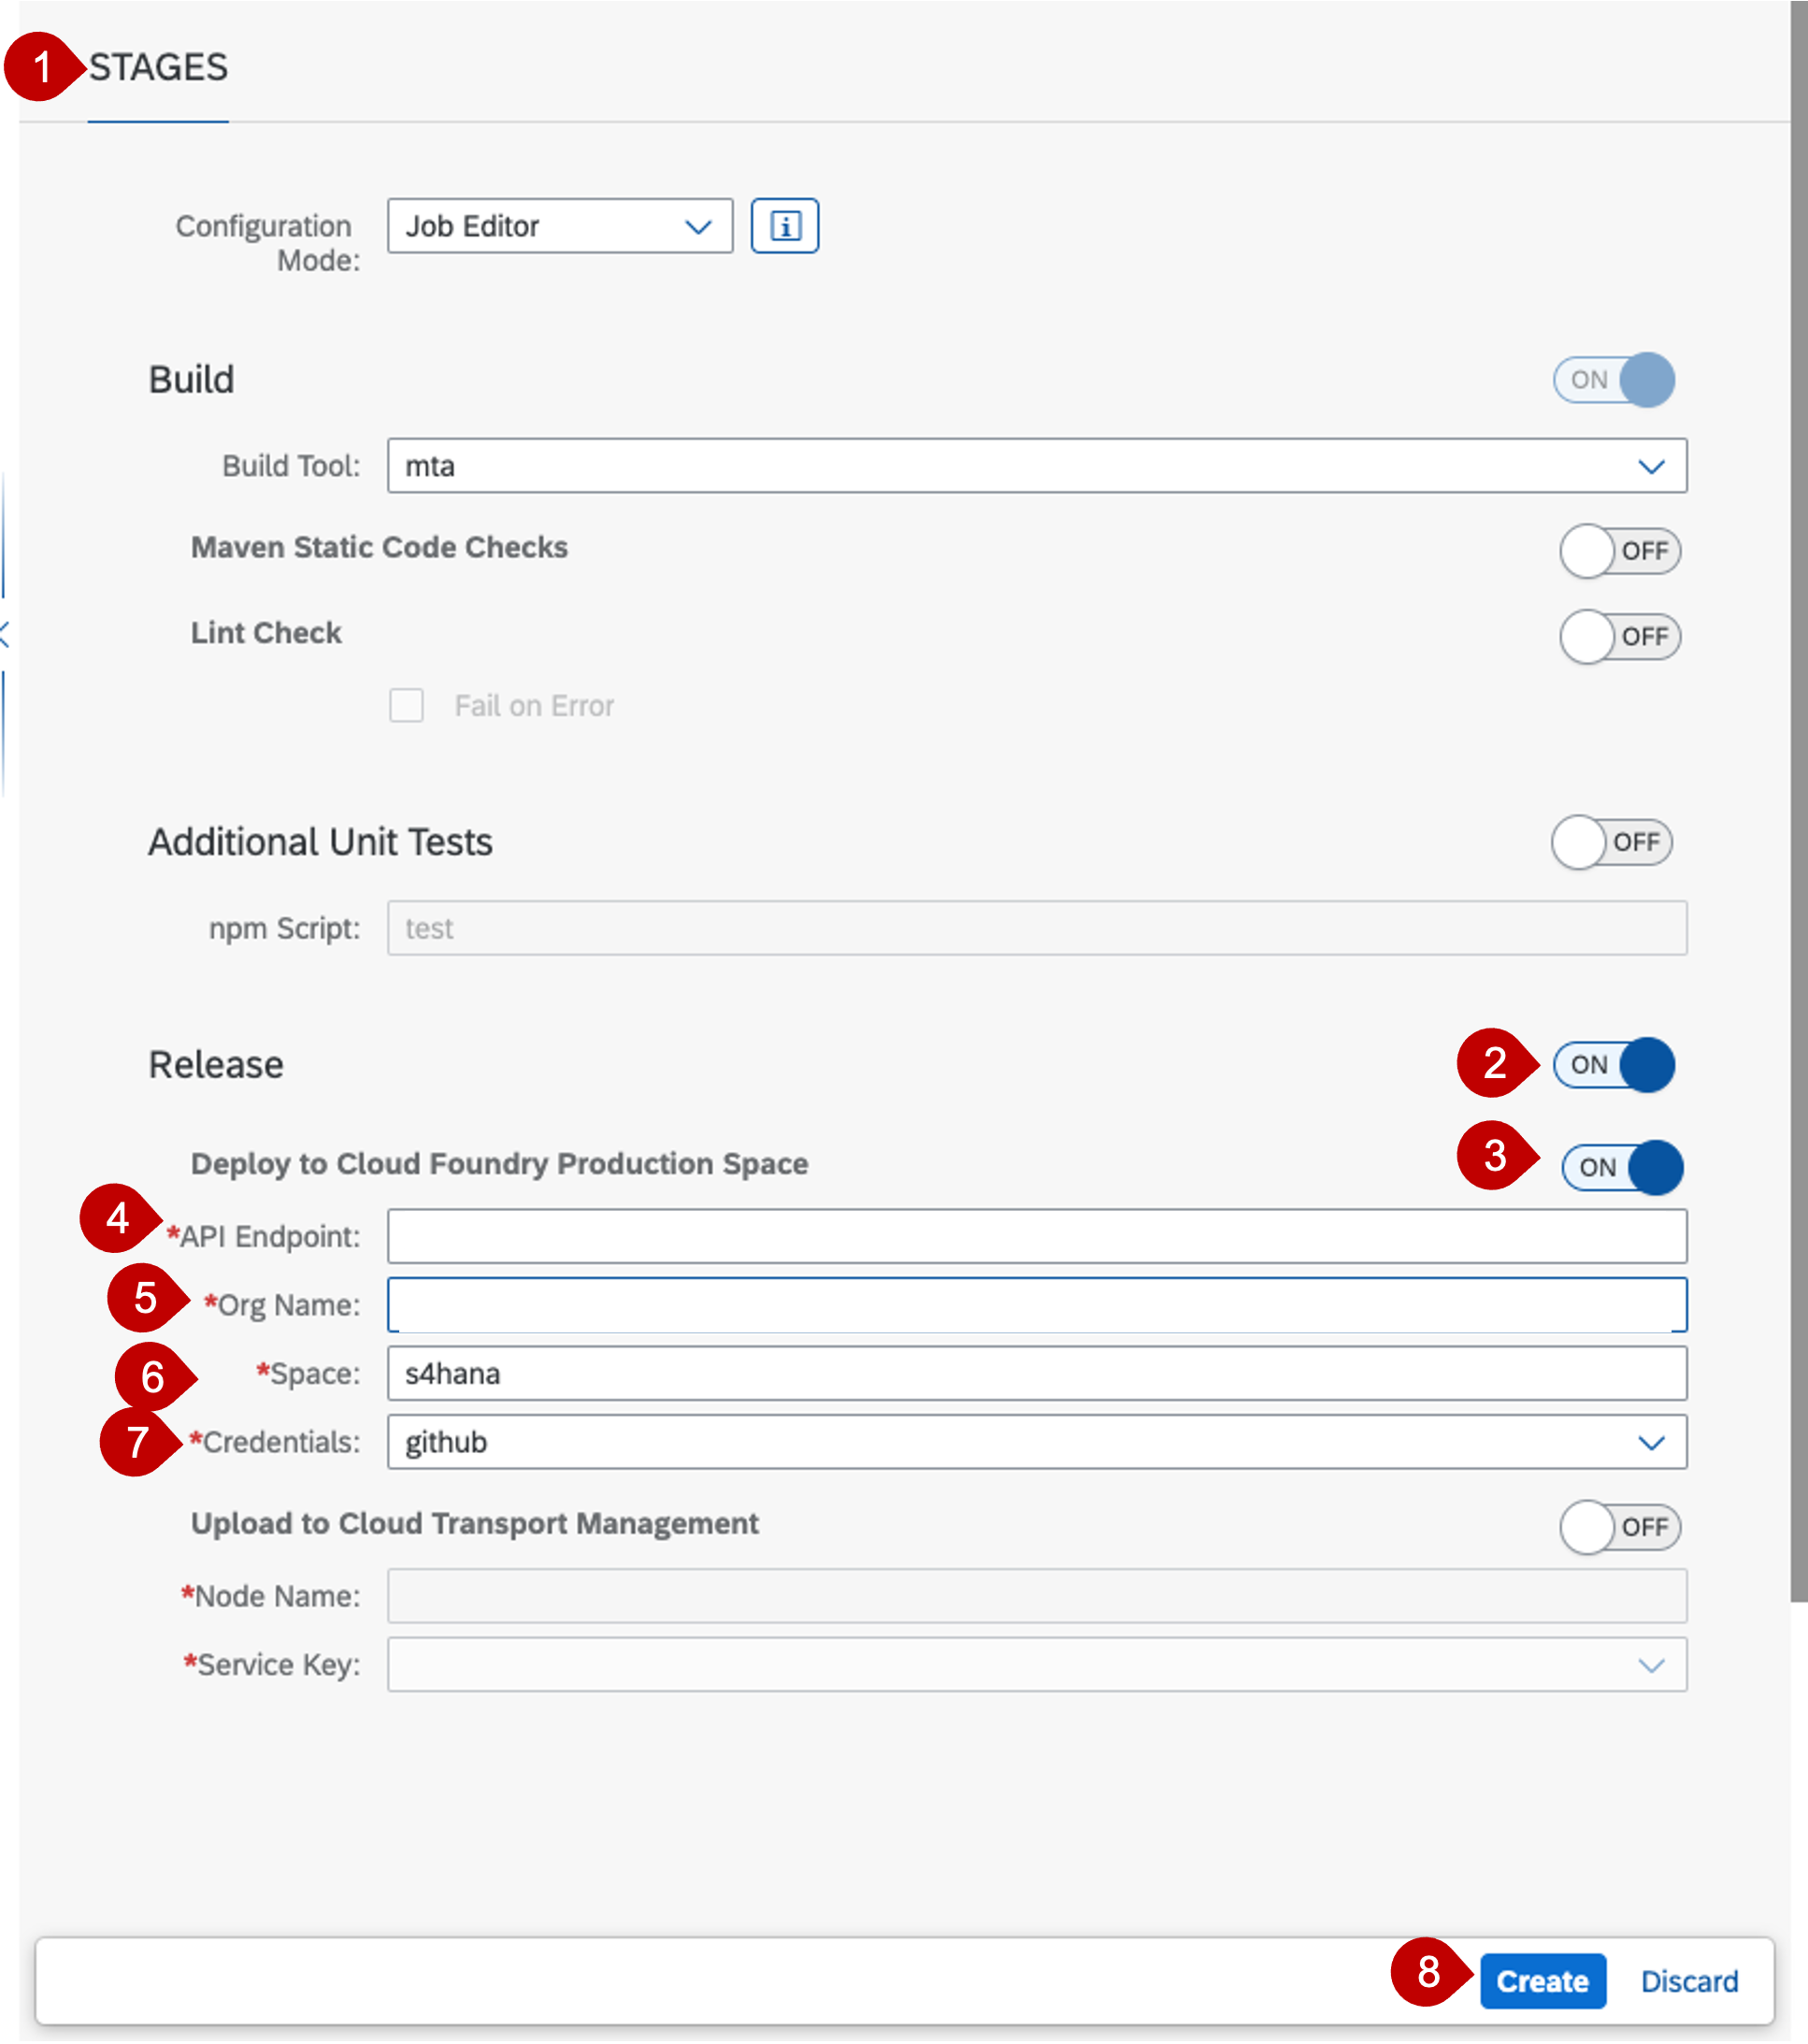 1 STAGES
Configuration Job Editor
Mode:
Build ON
Build Tool: mta
Maven Static Code Checks OFF
Lint Check OFF
Fail on Error
Additional Unit Tests OFF
npm Script: test
Release 2 ON
Deploy to Cloud Foundry Production Space 3 ON
4 *API Endpoint:
5 *Org Name:
6 *Space: s4hana
7 *Credentials: github
Upload to Cloud Transport Management OFF
*Node Name:
*Service Key:
8 Create Discard